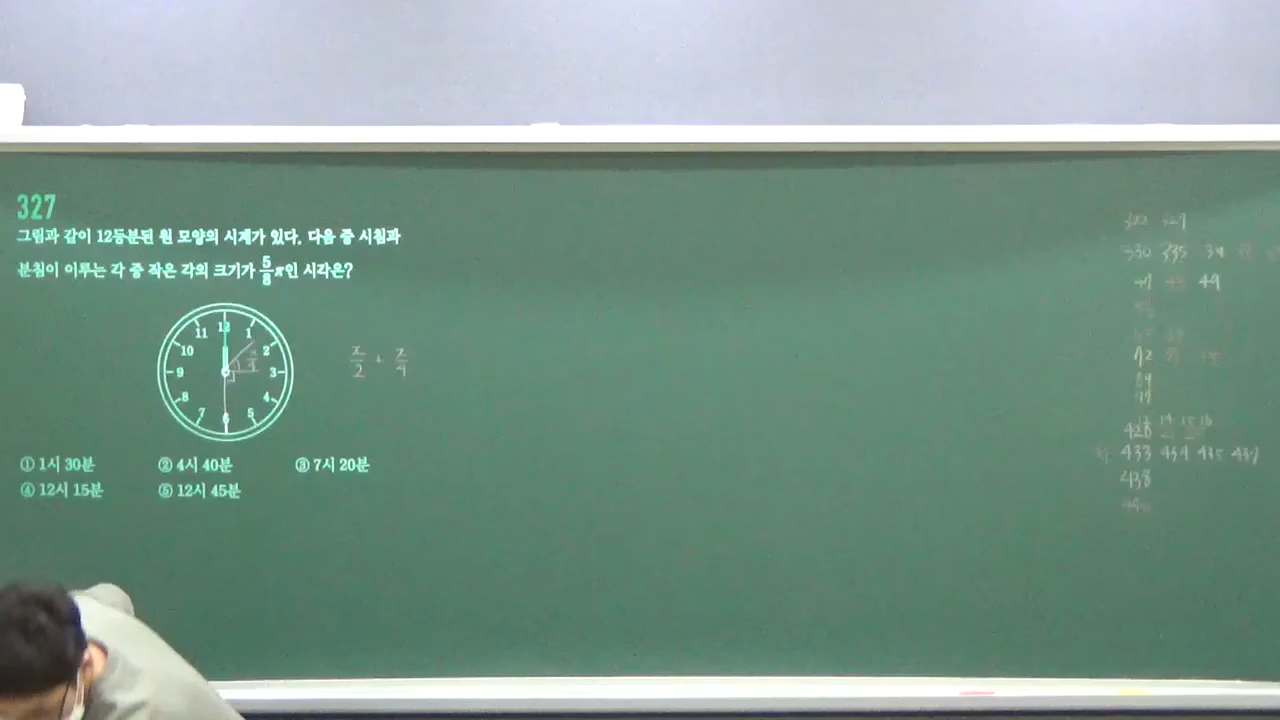 327
그림과 같이 12등분된 원 모양의 시계가 있다. 다음 중 시침과
분침이 이루는 각 중 작은 각의 크기가 5/8 π인 시각은?
12
11 1
10 2
9 3
8 4
7 5
6
π/2 + π/4
① 1시 30분 ② 4시 40분 ③ 7시 20분
④ 12시 15분 ⑤ 12시 45분
327
330 335
49
72
428
433 434 435 437
438